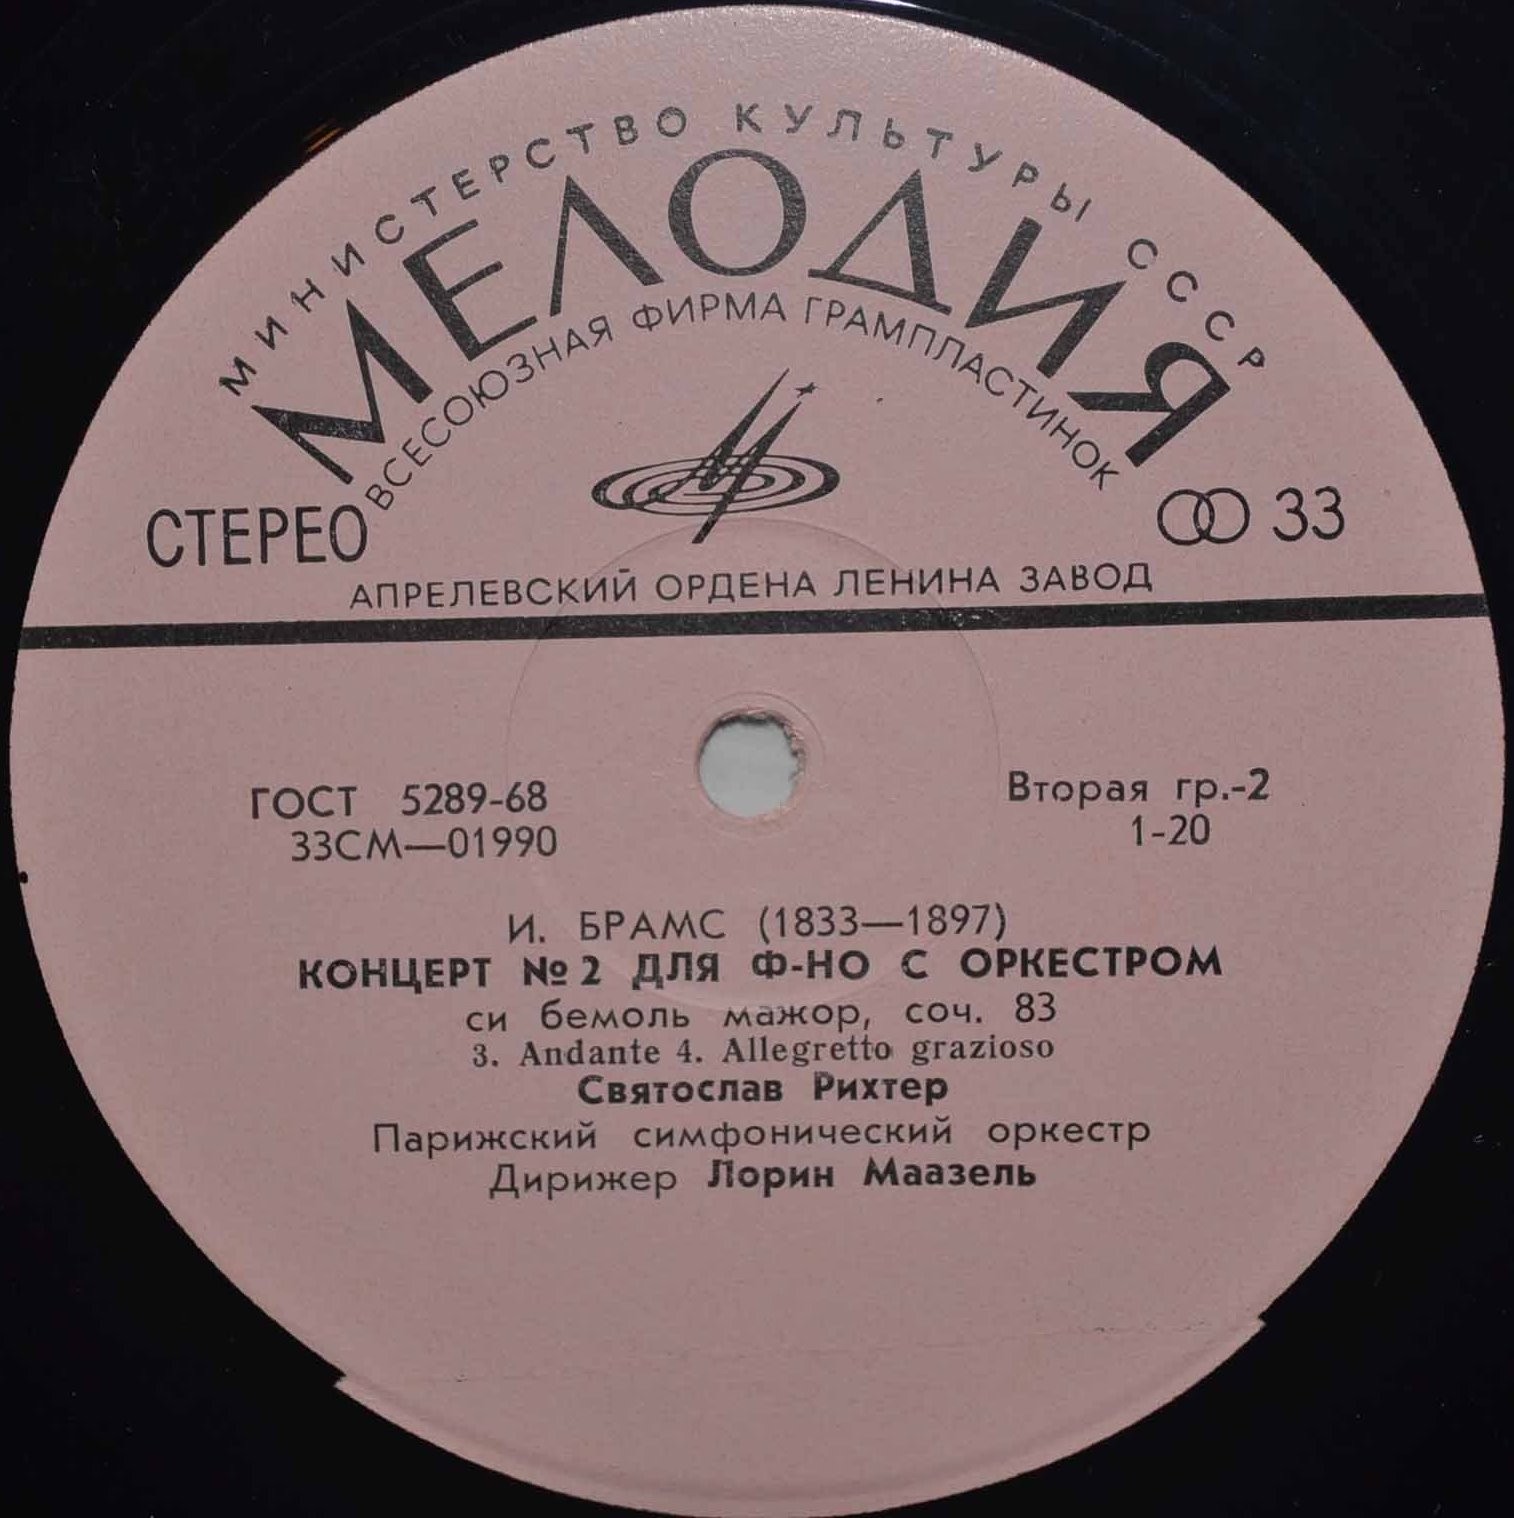 МИНИСТЕРСТВО КУЛЬТУРЫ СССР
МЕЛОДИЯ
ВСЕСОЮЗНАЯ ФИРМА ГРАМПЛАСТИНОК
СТЕРЕО
33
АПРЕЛЕВСКИЙ ОРДЕНА ЛЕНИНА ЗАВОД
ГОСТ 5289-68
33СМ—01990
Вторая гр.-2
1-20
И. БРАМС (1833—1897)
КОНЦЕРТ № 2 ДЛЯ Ф-НО С ОРКЕСТРОМ
си бемоль мажор, соч. 83
3. Andante 4. Allegretto grazioso
Святослав Рихтер
Парижский симфонический оркестр
Дирижер Лорин Маазель